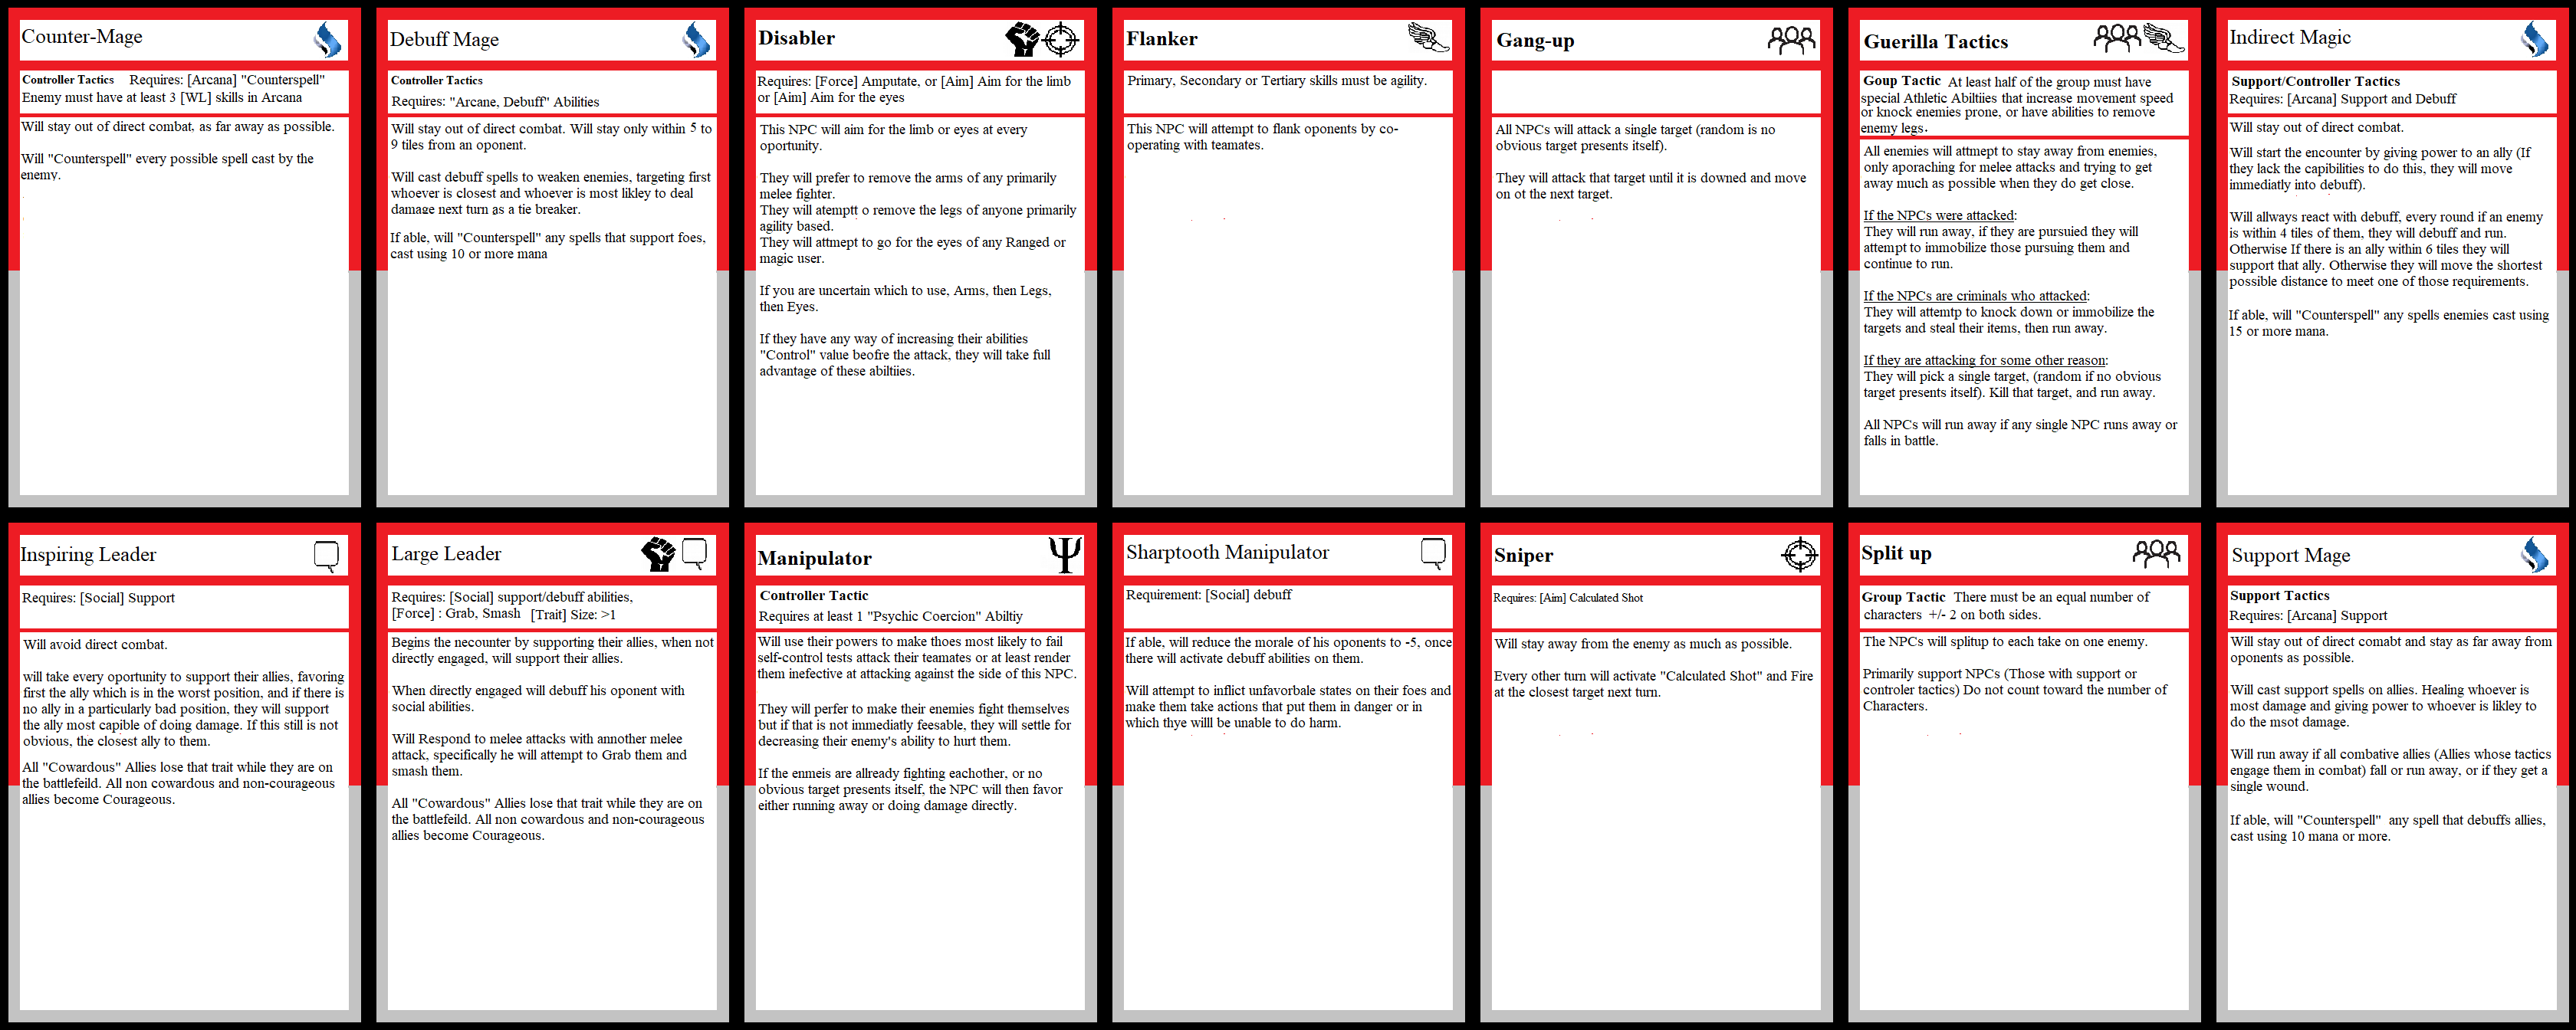 Counter-Mage
Controller Tactics Requires: [Arcana] "Counterspell"
Enemy must have at least 3 [WL] skills in Arcana
Will stay out of direct combat, as far away as possible.
Will "Counterspell" every possible spell cast by the
enemy.
Debuff Mage
Controller Tactics
Requires: "Arcane, Debuff" Abilities
Will stay out of direct combat. Will stay only within 5 to
9 tiles from an oponent.
Will cast debuff spells to weaken enemies, targeting first
whoever is closest and whoever is most likley to deal
damage next turn as a tie breaker.
If able, will "Counterspell" any spells that support foes,
cast using 10 or more mana
Disabler
Requires: [Force] Amputate, or [Aim] Aim for the limb
or [Aim] Aim for the eyes
This NPC will aim for the limb or eyes at every
oportunity.
They will prefer to remove the arms of any primarily
melee fighter.
They will atemptt o remove the legs of anyone primarily
agility based.
They will attmept to go for the eyes of any Ranged or
magic user.
If you are uncertain which to use, Arms, then Legs,
then Eyes.
If they have any way of increasing their abilities
"Control" value beofre the attack, they will take full
advantage of these abiltiies.
Flanker
Primary, Secondary or Tertiary skills must be agility.
This NPC will attempt to flank oponents by co-
operating with teamates.
Gang-up
All NPCs will attack a single target (random is no
obvious target presents itself).
They will attack that target until it is downed and move
on ot the next target.
Guerilla Tactics
Goup Tactic At least half of the group must have
special Athletic Abiltiies that increase movement speed
or knock enemies prone, or have abilities to remove
enemy legs.
All enemies will attmept to stay away from enemies,
only aporaching for melee attacks and trying to get
away much as possible when they do get close.
If the NPCs were attacked:
They will run away, if they are pursuied they will
attempt to immobilize those pursuing them and
continue to run.
If the NPCs are criminals who attacked:
They will attemtp to knock down or immobilize the
targets and steal their items, then run away.
If they are attacking for some other reason:
They will pick a single target, (random if no obvious
target presents itself). Kill that target, and run away.
All NPCs will run away if any single NPC runs away or
falls in battle.
Indirect Magic
Support/Controller Tactics
Requires: [Arcana] Support and Debuff
Will stay out of direct combat.
Will start the encounter by giving power to an ally (If
they lack the capibilities to do this, they will move
immediatly into debuff).
Will allways react with debuff, every round if an enemy
is within 4 tiles of them, they will debuff and run.
Otherwise If there is an ally within 6 tiles they will
support that ally. Otherwise they will move the shortest
possible distance to meet one of those requirements.
If able, will "Counterspell" any spells enemies cast using
15 or more mana.
Inspiring Leader
Requires: [Social] Support
Will avoid direct combat.
will take every oportunity to support their allies, favoring
first the ally which is in the worst position, and if there is
no ally in a particularly bad position, they will support
the ally most capible of doing damage. If this still is not
obvious, the closest ally to them.
All "Cowardous" Allies lose that trait while they are on
the battlefeild. All non cowardous and non-courageous
allies become Courageous.
Large Leader
Requires: [Social] support/debuff abilities,
[Force] : Grab, Smash [Trait] Size: >1
Begins the necounter by supporting their allies, when not
directly engaged, will support their allies.
When directly engaged will debuff his oponent with
social abilities.
Will Respond to melee attacks with annother melee
attack, specifically he will attempt to Grab them and
smash them.
All "Cowardous" Allies lose that trait while they are on
the battlefeild. All non cowardous and non-courageous
allies become Courageous.
Manipulator
Controller Tactic
Requires at least 1 "Psychic Coercion" Abiltiy
Will use their powers to make thoes most likely to fail
self-control tests attack their teamates or at least render
them inefective at attacking against the side of this NPC.
They will perfer to make their enemies fight themselves
but if that is not immediatly feesable, they will settle for
decreasing their enemy's ability to hurt them.
If the enmeis are allready fighting eachother, or no
obvious target presents itself, the NPC will then favor
either running away or doing damage directly.
Sharptooth Manipulator
Requirement: [Social] debuff
If able, will reduce the morale of his oponents to -5, once
there will activate debuff abilities on them.
Will attempt to inflict unfavorbale states on their foes and
make them take actions that put them in danger or in
which thye willl be unable to do harm.
Sniper
Requires: [Aim] Calculated Shot
Will stay away from the enemy as much as possible.
Every other turn will activate "Calculated Shot" and Fire
at the closest target next turn.
Split up
Group Tactic There must be an equal number of
characters +/- 2 on both sides.
The NPCs will splitup to each take on one enemy.
Primarily support NPCs (Those with support or
controler tactics) Do not count toward the number of
Characters.
Support Mage
Support Tactics
Requires: [Arcana] Support
Will stay out of direct comabt and stay as far away from
oponents as possible.
Will cast support spells on allies. Healing whoever is
most damage and giving power to whoever is likley to
do the msot damage.
Will run away if all combative allies (Allies whose tactics
engage them in combat) fall or run away, or if they get a
single wound.
If able, will "Counterspell" any spell that debuffs allies,
cast using 10 mana or more.